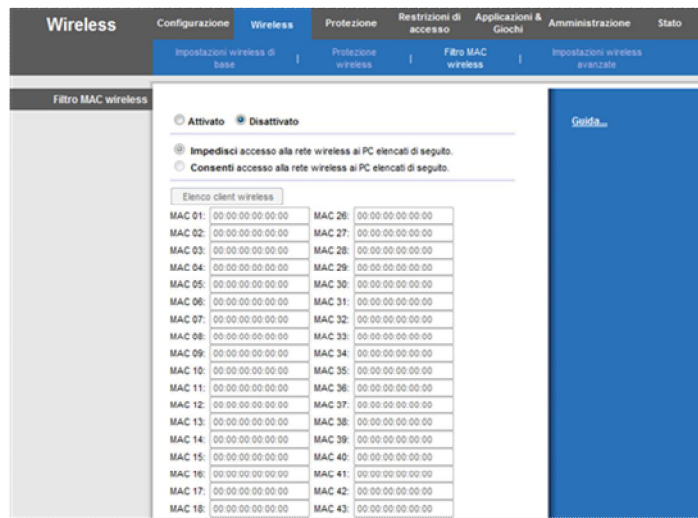 Wireless
Configurazione
Wireless
Protezione
Restrizioni di accesso
Applicazioni & Giochi
Amministrazione
Stato
Impostazioni wireless di base
|
Protezione wireless
|
Filtro MAC wireless
|
Impostazioni wireless avanzate
Filtro MAC wireless
Attivato Disattivato
Guida...
Impedisci accesso alla rete wireless ai PC elencati di seguito.
Consenti accesso alla rete wireless ai PC elencati di seguito.
Elenco client wireless
MAC 01: 00:00:00:00:00:00 MAC 26: 00:00:00:00:00:00
MAC 02: 00:00:00:00:00:00 MAC 27: 00:00:00:00:00:00
MAC 03: 00:00:00:00:00:00 MAC 28: 00:00:00:00:00:00
MAC 04: 00:00:00:00:00:00 MAC 29: 00:00:00:00:00:00
MAC 05: 00:00:00:00:00:00 MAC 30: 00:00:00:00:00:00
MAC 06: 00:00:00:00:00:00 MAC 31: 00:00:00:00:00:00
MAC 07: 00:00:00:00:00:00 MAC 32: 00:00:00:00:00:00
MAC 08: 00:00:00:00:00:00 MAC 33: 00:00:00:00:00:00
MAC 09: 00:00:00:00:00:00 MAC 34: 00:00:00:00:00:00
MAC 10: 00:00:00:00:00:00 MAC 35: 00:00:00:00:00:00
MAC 11: 00:00:00:00:00:00 MAC 36: 00:00:00:00:00:00
MAC 12: 00:00:00:00:00:00 MAC 37: 00:00:00:00:00:00
MAC 13: 00:00:00:00:00:00 MAC 38: 00:00:00:00:00:00
MAC 14: 00:00:00:00:00:00 MAC 39: 00:00:00:00:00:00
MAC 15: 00:00:00:00:00:00 MAC 40: 00:00:00:00:00:00
MAC 16: 00:00:00:00:00:00 MAC 41: 00:00:00:00:00:00
MAC 17: 00:00:00:00:00:00 MAC 42: 00:00:00:00:00:00
MAC 18: 00:00:00:00:00:00 MAC 43: 00:00:00:00:00:00